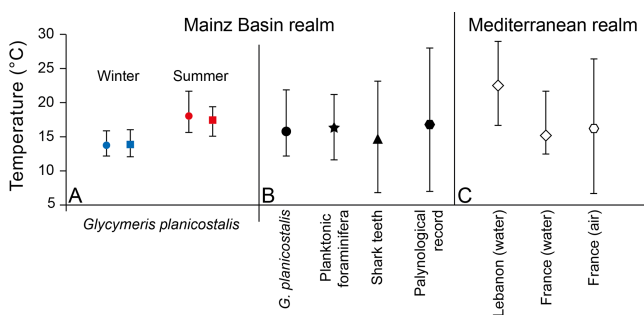 Mainz Basin realm
Mediterranean realm
Temperature (°C)
30
25
20
15
10
5
Winter
Summer
A
B
C
Glycymeris planicostalis
G. planicostalis
Planktonic
foraminifera
Shark teeth
Palynological
record
Lebanon (water)
France (water)
France (air)